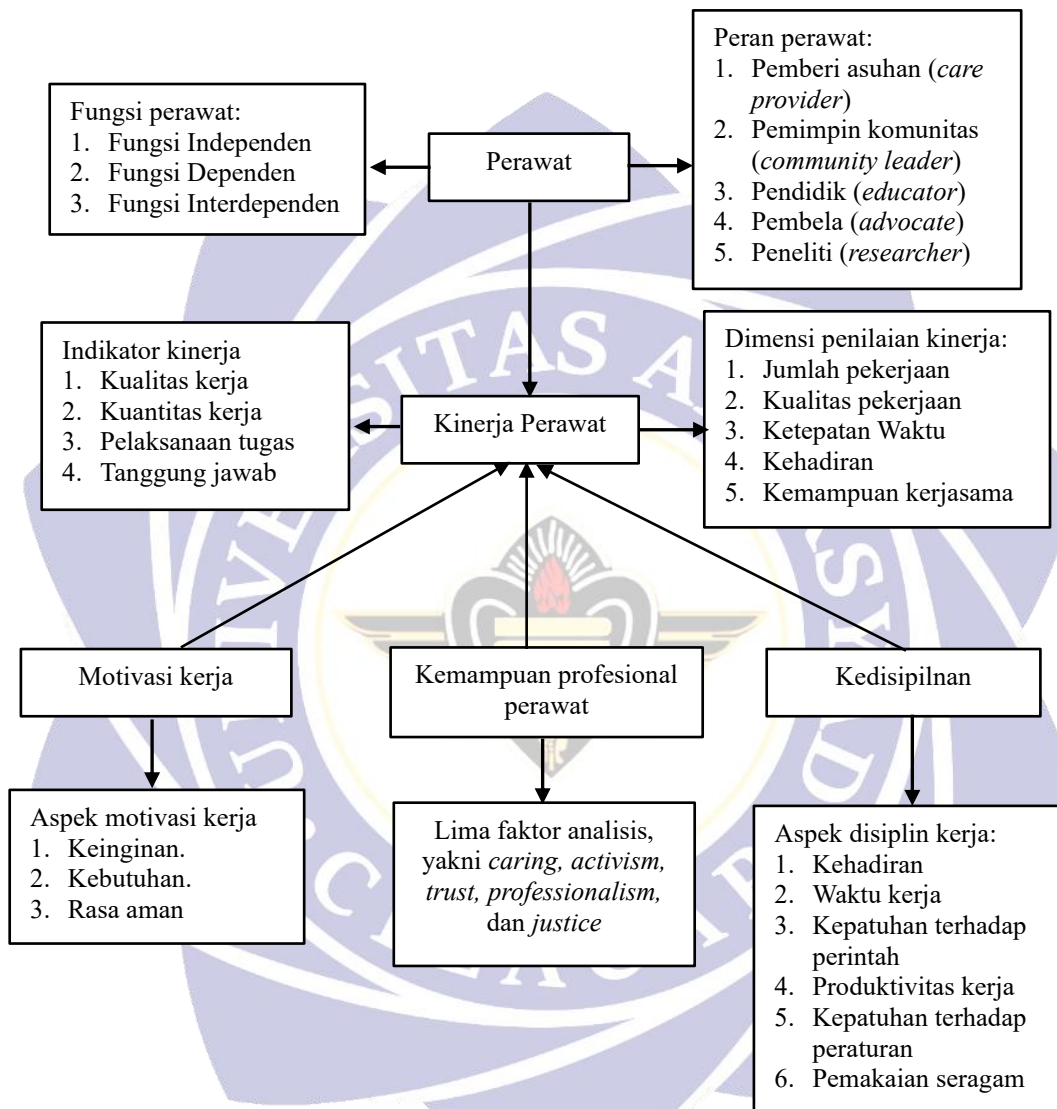 Peran perawat:
1. Pemberi asuhan (care
provider)
2. Pemimpin komunitas
(community leader)
3. Pendidik (educator)
4. Pembela (advocate)
5. Peneliti (researcher)
Fungsi perawat:
1. Fungsi Independen
2. Fungsi Dependen
3. Fungsi Interdependen
Perawat
Indikator kinerja
1. Kualitas kerja
2. Kuantitas kerja
3. Pelaksanaan tugas
4. Tanggung jawab
Kinerja Perawat
Dimensi penilaian kinerja:
1. Jumlah pekerjaan
2. Kualitas pekerjaan
3. Ketepatan Waktu
4. Kehadiran
5. Kemampuan kerjasama
Motivasi kerja
Kemampuan profesional
perawat
Kedisipilnan
Aspek motivasi kerja
1. Keinginan.
2. Kebutuhan.
3. Rasa aman
Lima faktor analisis,
yakni caring, activism,
trust, professionalism,
dan justice
Aspek disiplin kerja:
1. Kehadiran
2. Waktu kerja
3. Kepatuhan terhadap
perintah
4. Produktivitas kerja
5. Kepatuhan terhadap
peraturan
6. Pemakaian seragam